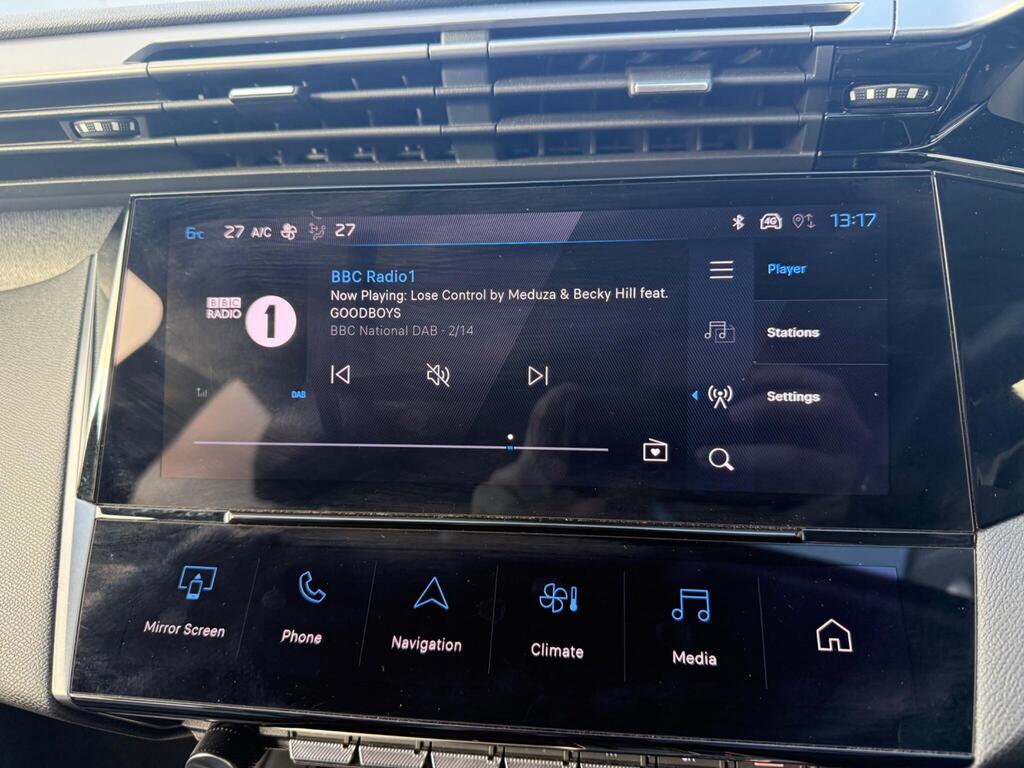 6°C 27 A/C 27 4G 13:17
BBC Radio1
Now Playing: Lose Control by Meduza & Becky Hill feat.
GOODBOYS
BBC National DAB - 2/14
BBC
RADIO 1
DAB
Player
Stations
Settings
Mirror Screen
Phone
Navigation
Climate
Media